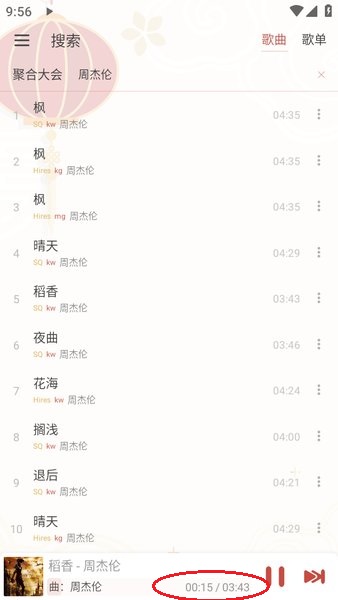 9:56
搜索
歌曲 歌单
聚合大会 周杰伦 ×
1 枫 04:35
SQ kw 周杰伦
2 枫 04:35
Hires kg 周杰伦
3 枫 04:35
Hires mg 周杰伦
4 晴天 04:29
SQ kw 周杰伦
5 稻香 03:43
SQ kw 周杰伦
6 夜曲 03:46
SQ kw 周杰伦
7 花海 04:24
Hires kw 周杰伦
8 搁浅 04:00
SQ kw 周杰伦
9 退后 04:21
SQ kw 周杰伦
10 晴天 04:29
Hires kg 周杰伦
稻香 - 周杰伦
曲：周杰伦 00:15 / 03:43